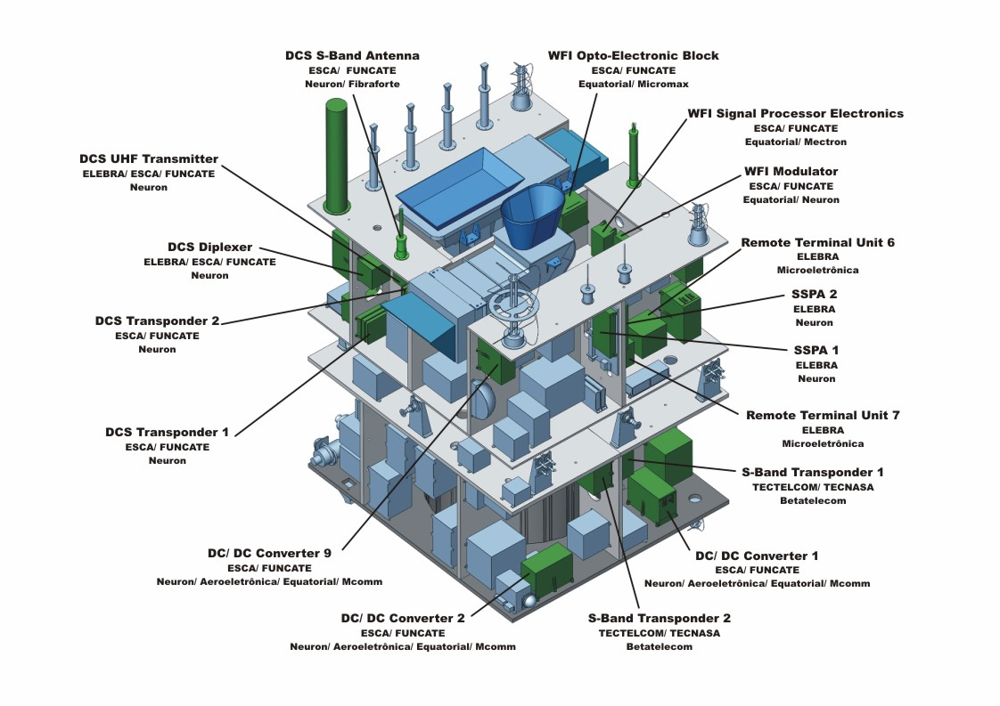 DCS S-Band Antenna
ESCA/ FUNCATE
Neuron/ Fibraforte
WFI Opto-Electronic Block
ESCA/ FUNCATE
Equatorial/ Micromax
WFI Signal Processor Electronics
ESCA/ FUNCATE
Equatorial/ Mectron
DCS UHF Transmitter
ELEBRA/ ESCA/ FUNCATE
Neuron
WFI Modulator
ESCA/ FUNCATE
Equatorial/ Neuron
DCS Diplexer
ELEBRA/ ESCA/ FUNCATE
Neuron
Remote Terminal Unit 6
ELEBRA
Microeletrônica
SSPA 2
ELEBRA
Neuron
DCS Transponder 2
ESCA/ FUNCATE
Neuron
SSPA 1
ELEBRA
Neuron
Remote Terminal Unit 7
ELEBRA
Microeletrônica
DCS Transponder 1
ESCA/ FUNCATE
Neuron
S-Band Transponder 1
TECTELCOM/ TECNASA
Betatelecom
DC/ DC Converter 9
ESCA/ FUNCATE
Neuron/ Aeroeletrônica/ Equatorial/ Mcomm
DC/ DC Converter 1
ESCA/ FUNCATE
Neuron/ Aeroeletrônica/ Equatorial/ Mcomm
DC/ DC Converter 2
ESCA/ FUNCATE
Neuron/ Aeroeletrônica/ Equatorial/ Mcomm
S-Band Transponder 2
TECTELCOM/ TECNASA
Betatelecom